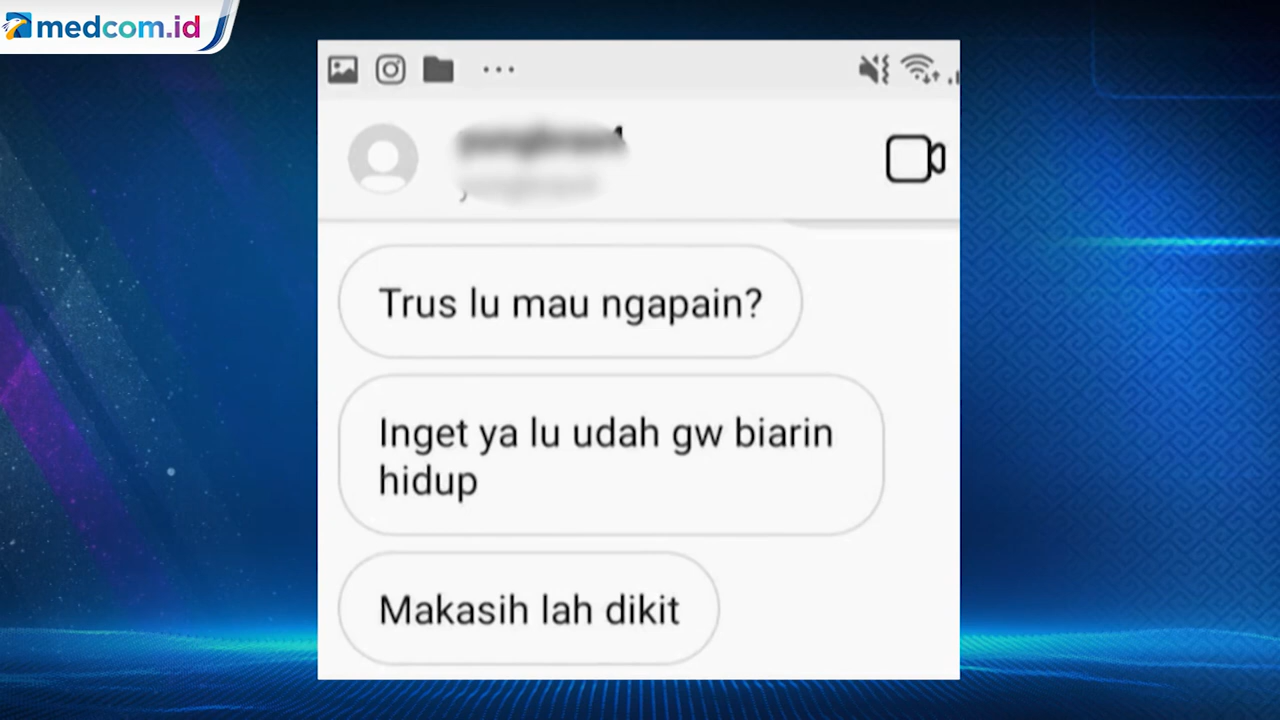 medcom.id
Trus lu mau ngapain?
Inget ya lu udah gw biarin
hidup
Makasih lah dikit